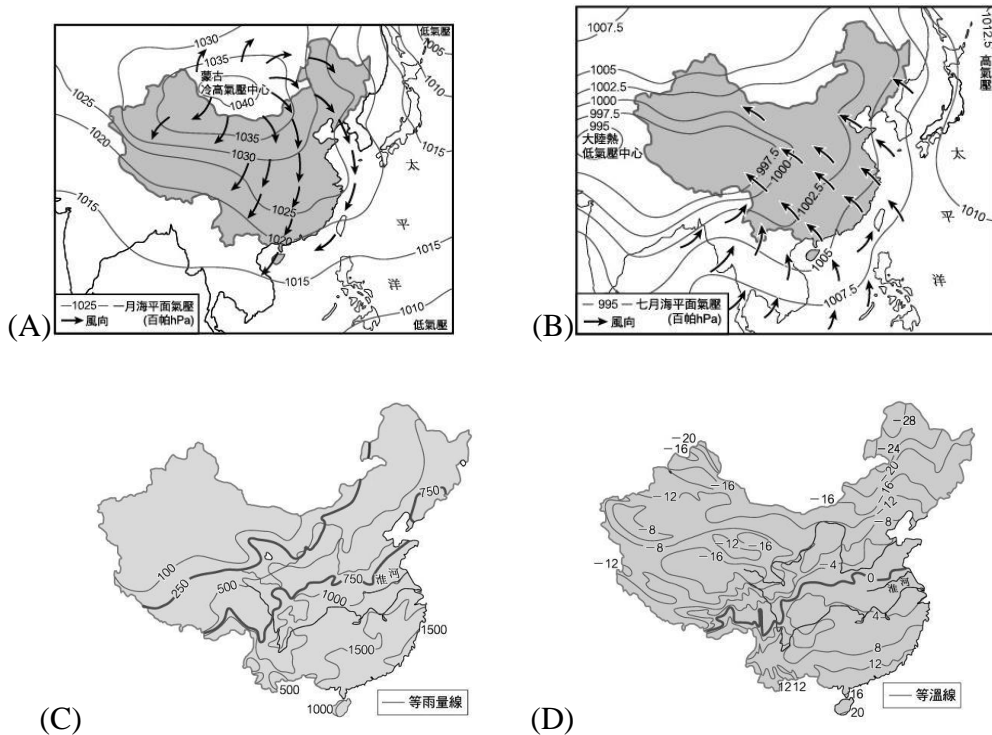 1030
1035
低氣壓
1005
蒙古
冷高氣壓中心
1040
1010
1025
1035
1020
1030
1015
太
1015
1025
平
1020
1015
1015
洋
—1025— 一月海平面氣壓
(百帕hPa)
風向
1010
低氣壓
(A)
1007.5
1012.5
高氣壓
1005
1002.5
1000
997.5
995
大陸熱
低氣壓中心
997.5
1000
1002.5
太
平
1010
1005
1007.5
洋
— 995 — 七月海平面氣壓
(百帕hPa)
風向
(B)
750
100
250
500
750
淮河
1000
1500
1500
500
1000
等雨量線
(C)
-28
-20
-16
-24
-20
-16
-12
-16
-12
-8
-8
-8
-12
-16
-16
-12
-4
0
淮河
4
8
12
12 12
16
20
等溫線
(D)